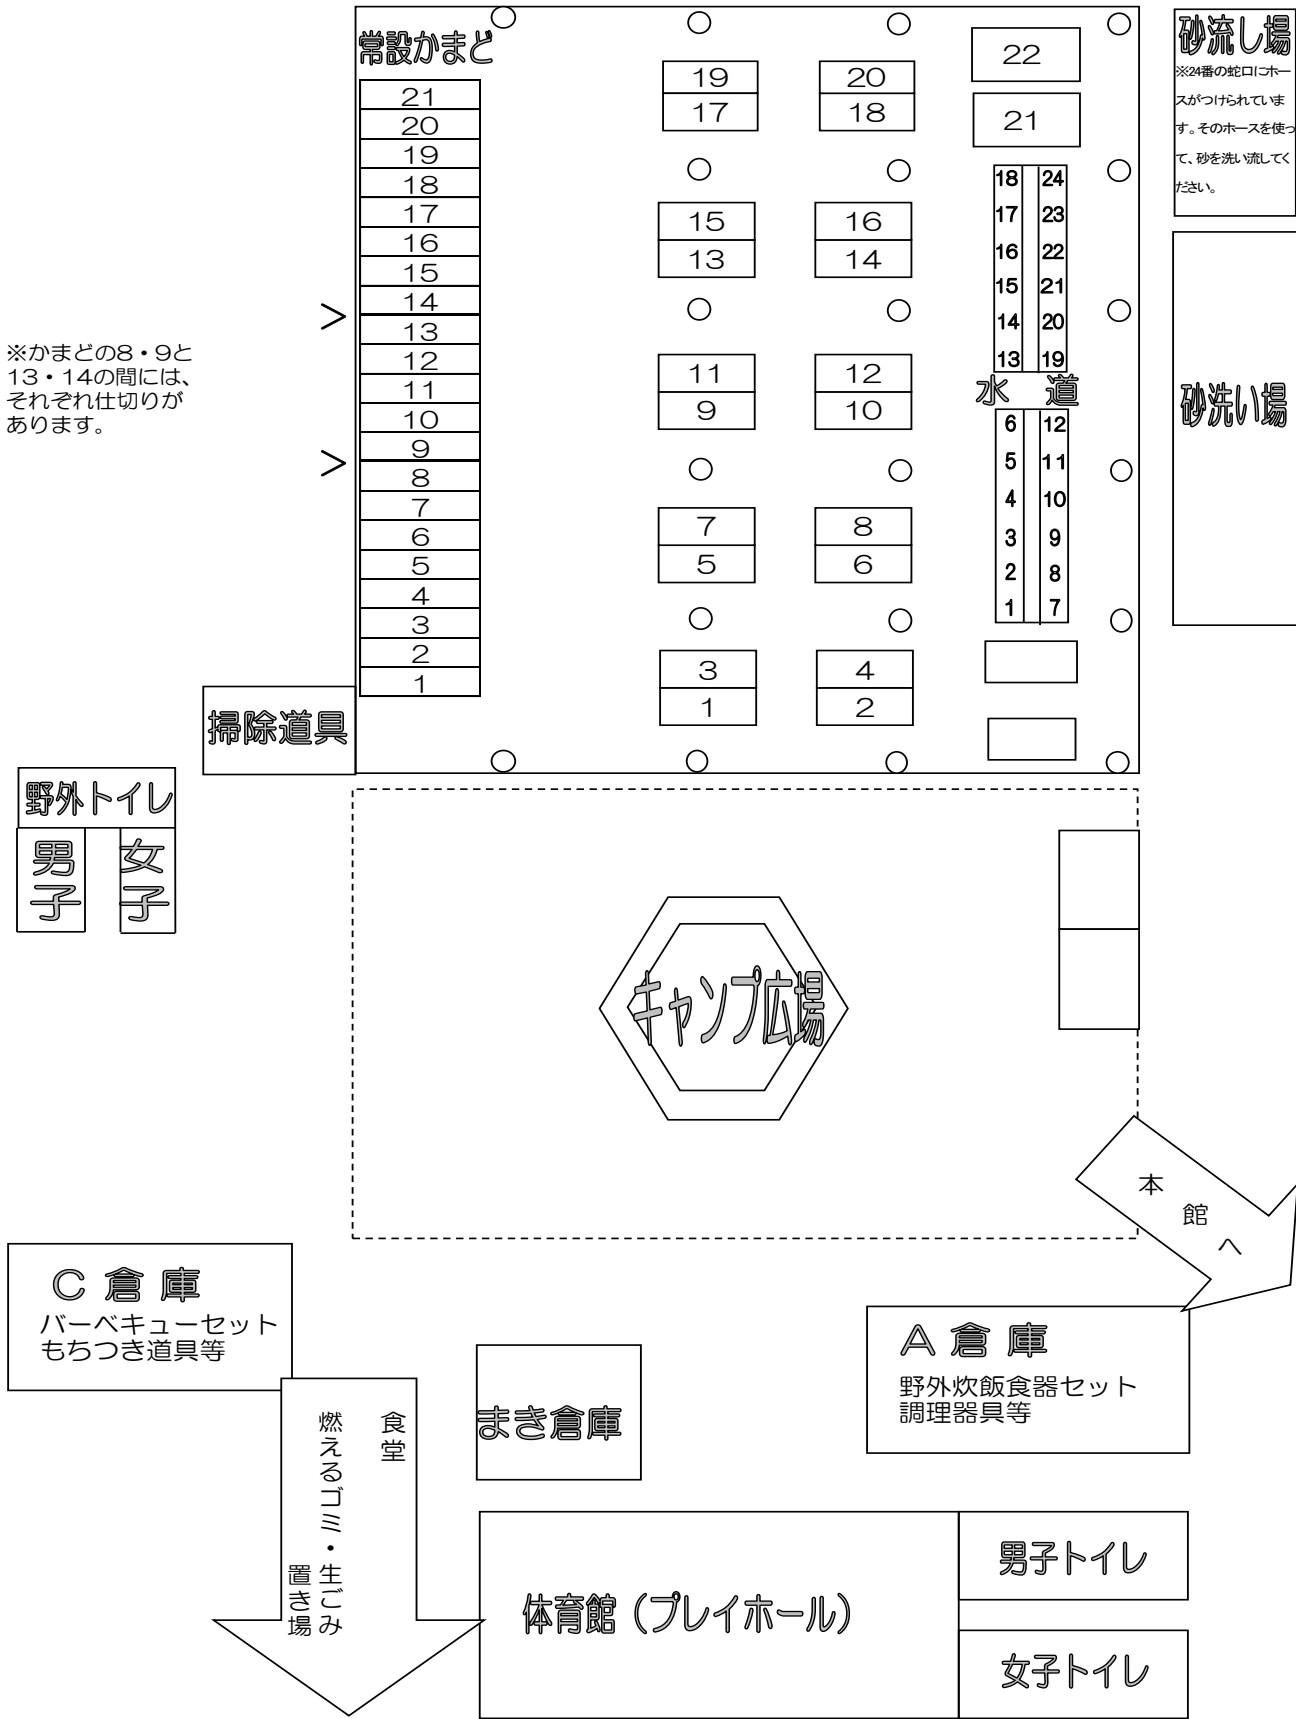 常設かまど
21
20
19
18
17
16
15
14
13
12
11
10
9
8
7
6
5
4
3
2
1
19
17
20
18
15
13
16
14
11
9
12
10
7
5
8
6
3
1
4
2
22
21
18 24
17 23
16 22
15 21
14 20
13 19
水 道
6 12
5 11
4 10
3 9
2 8
1 7
砂流し場
※24番の蛇口にホー
スがつけられていま
す。そのホースを使っ
て、砂を洗い流してく
ださい。
砂洗い場
>
>
※かまどの8・9と
13・14の間には、
それぞれ仕切りが
あります。
掃除道具
野外トイレ
男子
女子
キャンプ広場
本館へ
C 倉 庫
バーベキューセット
もちつき道具等
A 倉 庫
野外炊飯食器セット
調理器具等
まき倉庫
食堂
燃えるゴミ・生ごみ
置き場
体育館(プレイホール)
男子トイレ
女子トイレ